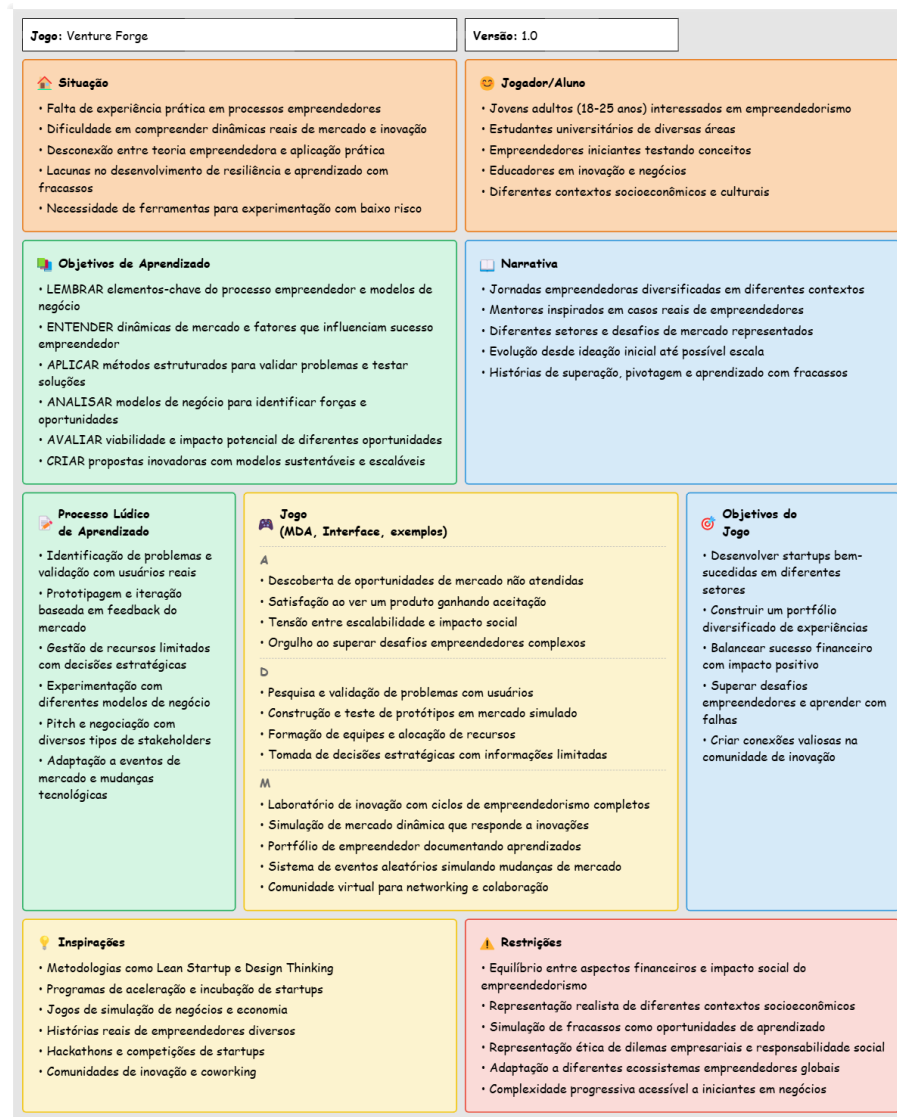 Jogo: Venture Forge
Versão: 1.0
Situação
• Falta de experiência prática em processos empreendedores
• Dificuldade em compreender dinâmicas reais de mercado e inovação
• Desconexão entre teoria empreendedora e aplicação prática
• Lacunas no desenvolvimento de resiliência e aprendizado com
fracassos
• Necessidade de ferramentas para experimentação com baixo risco
Jogador/Aluno
• Jovens adultos (18-25 anos) interessados em empreendedorismo
• Estudantes universitários de diversas áreas
• Empreendedores iniciantes testando conceitos
• Educadores em inovação e negócios
• Diferentes contextos socioeconômicos e culturais
Objetivos de Aprendizado
• LEMBRAR elementos-chave do processo empreendedor e modelos de
negócio
• ENTENDER dinâmicas de mercado e fatores que influenciam sucesso
empreendedor
• APLICAR métodos estruturados para validar problemas e testar
soluções
• ANALISAR modelos de negócio para identificar forças e
oportunidades
• AVALIAR viabilidade e impacto potencial de diferentes oportunidades
• CRIAR propostas inovadoras com modelos sustentáveis e escaláveis
Narrativa
• Jornadas empreendedoras diversificadas em diferentes contextos
• Mentores inspirados em casos reais de empreendedores
• Diferentes setores e desafios de mercado representados
• Evolução desde ideação inicial até possível escala
• Histórias de superação, pivotagem e aprendizado com fracassos
Processo Lúdico
de Aprendizado
• Identificação de problemas e
validação com usuários reais
• Prototipagem e iteração
baseada em feedback do
mercado
• Gestão de recursos limitados
com decisões estratégicas
• Experimentação com
diferentes modelos de negócio
• Pitch e negociação com
diversos tipos de stakeholders
• Adaptação a eventos de
mercado e mudanças
tecnológicas
Jogo
(MDA, Interface, exemplos)
A
• Descoberta de oportunidades de mercado não atendidas
• Satisfação ao ver um produto ganhando aceitação
• Tensão entre escalabilidade e impacto social
• Orgulho ao superar desafios empreendedores complexos
D
• Pesquisa e validação de problemas com usuários
• Construção e teste de protótipos em mercado simulado
• Formação de equipes e alocação de recursos
• Tomada de decisões estratégicas com informações limitadas
M
• Laboratório de inovação com ciclos de empreendedorismo completos
• Simulação de mercado dinâmica que responde a inovações
• Portfólio de empreendedor documentando aprendizados
• Sistema de eventos aleatórios simulando mudanças de mercado
• Comunidade virtual para networking e colaboração
Objetivos do
Jogo
• Desenvolver startups bem-
sucedidas em diferentes
setores
• Construir um portfólio
diversificado de experiências
• Balancear sucesso financeiro
com impacto positivo
• Superar desafios
empreendedores e aprender com
falhas
• Criar conexões valiosas na
comunidade de inovação
Inspirações
• Metodologias como Lean Startup e Design Thinking
• Programas de aceleração e incubação de startups
• Jogos de simulação de negócios e economia
• Histórias reais de empreendedores diversos
• Hackathons e competições de startups
• Comunidades de inovação e coworking
Restrições
• Equilíbrio entre aspectos financeiros e impacto social do
empreendedorismo
• Representação realista de diferentes contextos socioeconômicos
• Simulação de fracassos como oportunidades de aprendizado
• Representação ética de dilemas empresariais e responsabilidade social
• Adaptação a diferentes ecossistemas empreendedores globais
• Complexidade progressiva acessível a iniciantes em negócios